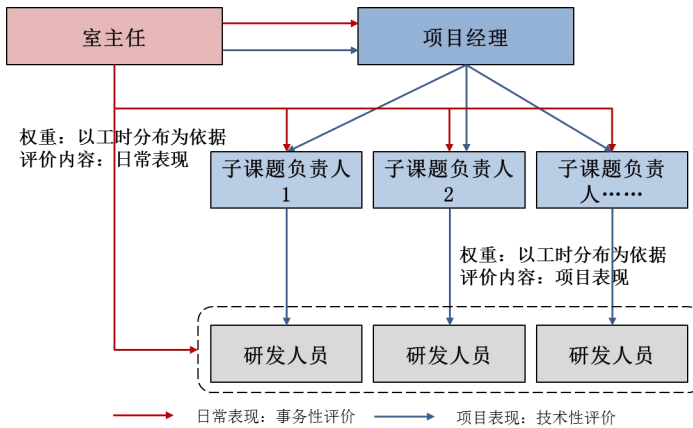 室主任
项目经理
权重：以工时分布为依据
评价内容：日常表现
子课题负责人
1
子课题负责人
2
子课题负责
人……
权重：以工时分布为依据
评价内容：项目表现
研发人员
研发人员
研发人员
日常表现：事务性评价
项目表现：技术性评价